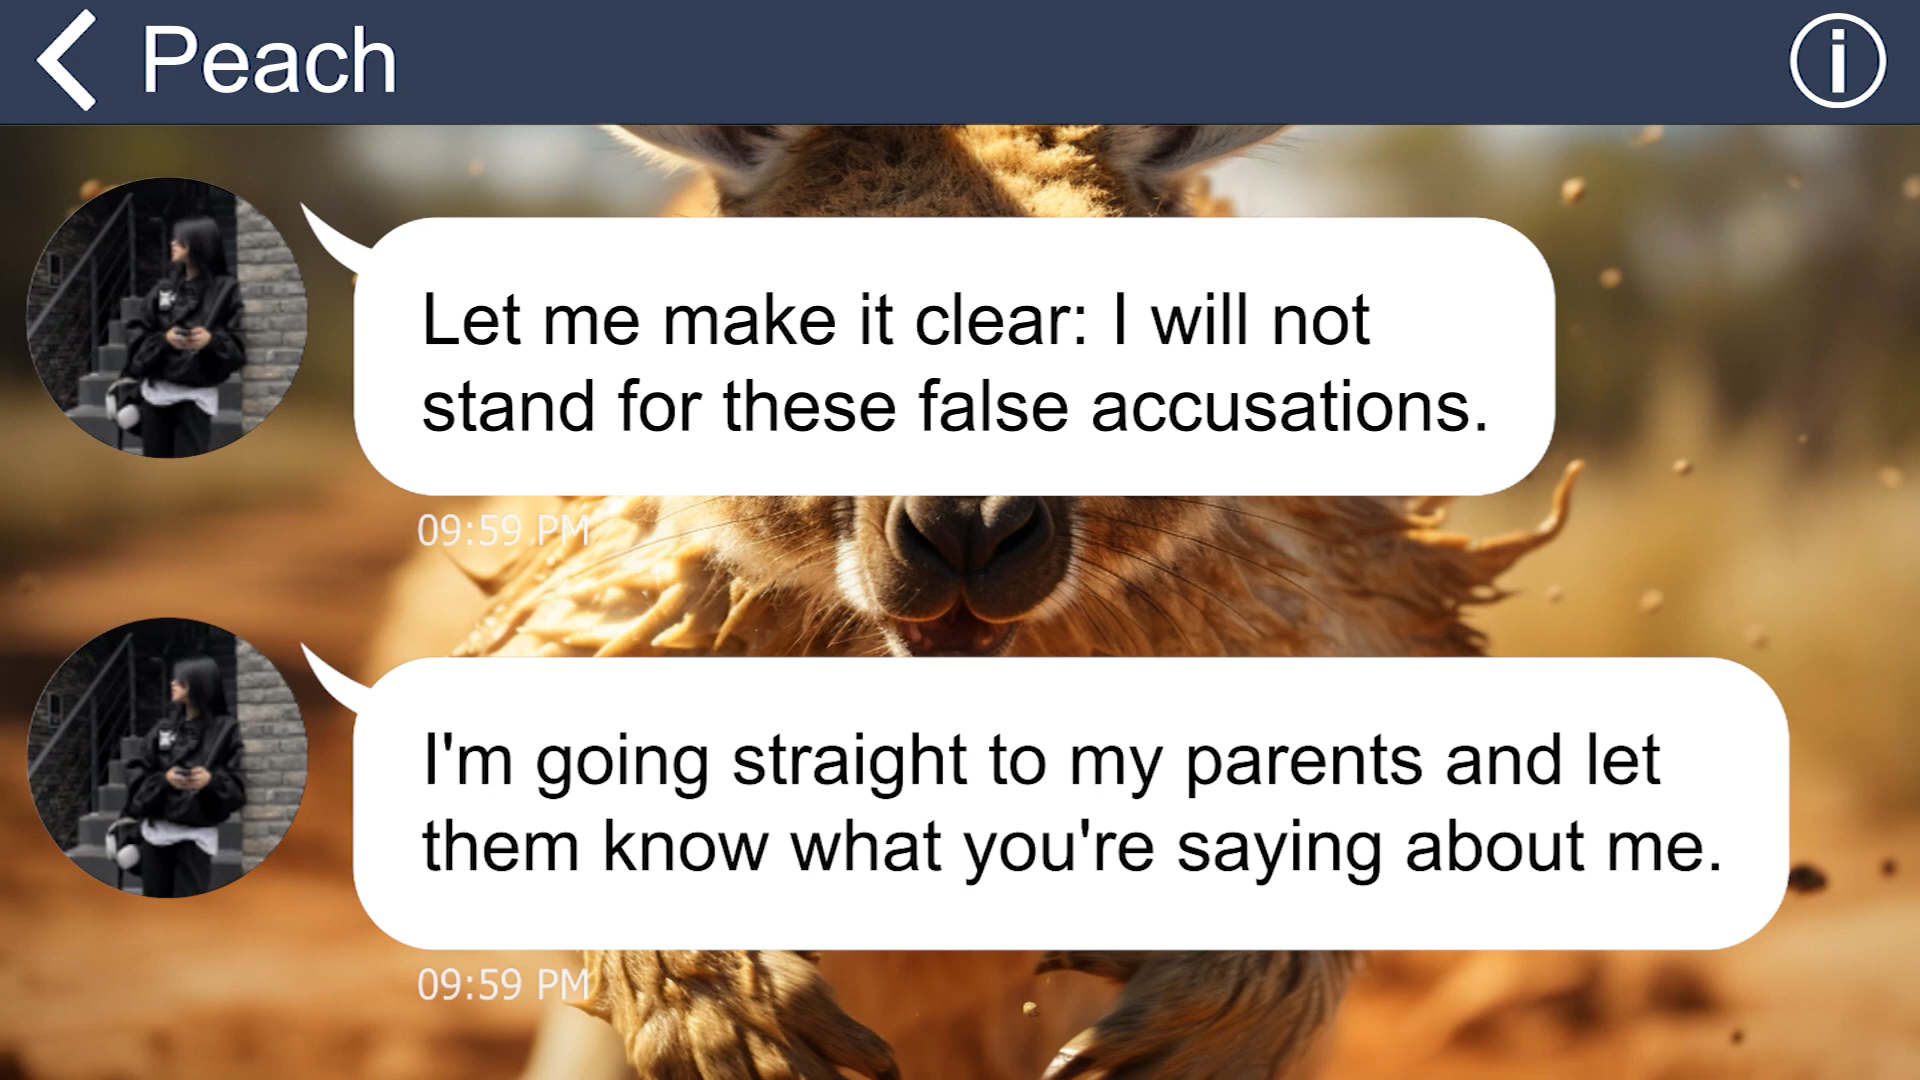 Peach
Let me make it clear: I will not
stand for these false accusations.
09:59 PM
I'm going straight to my parents and let
them know what you're saying about me.
09:59 PM